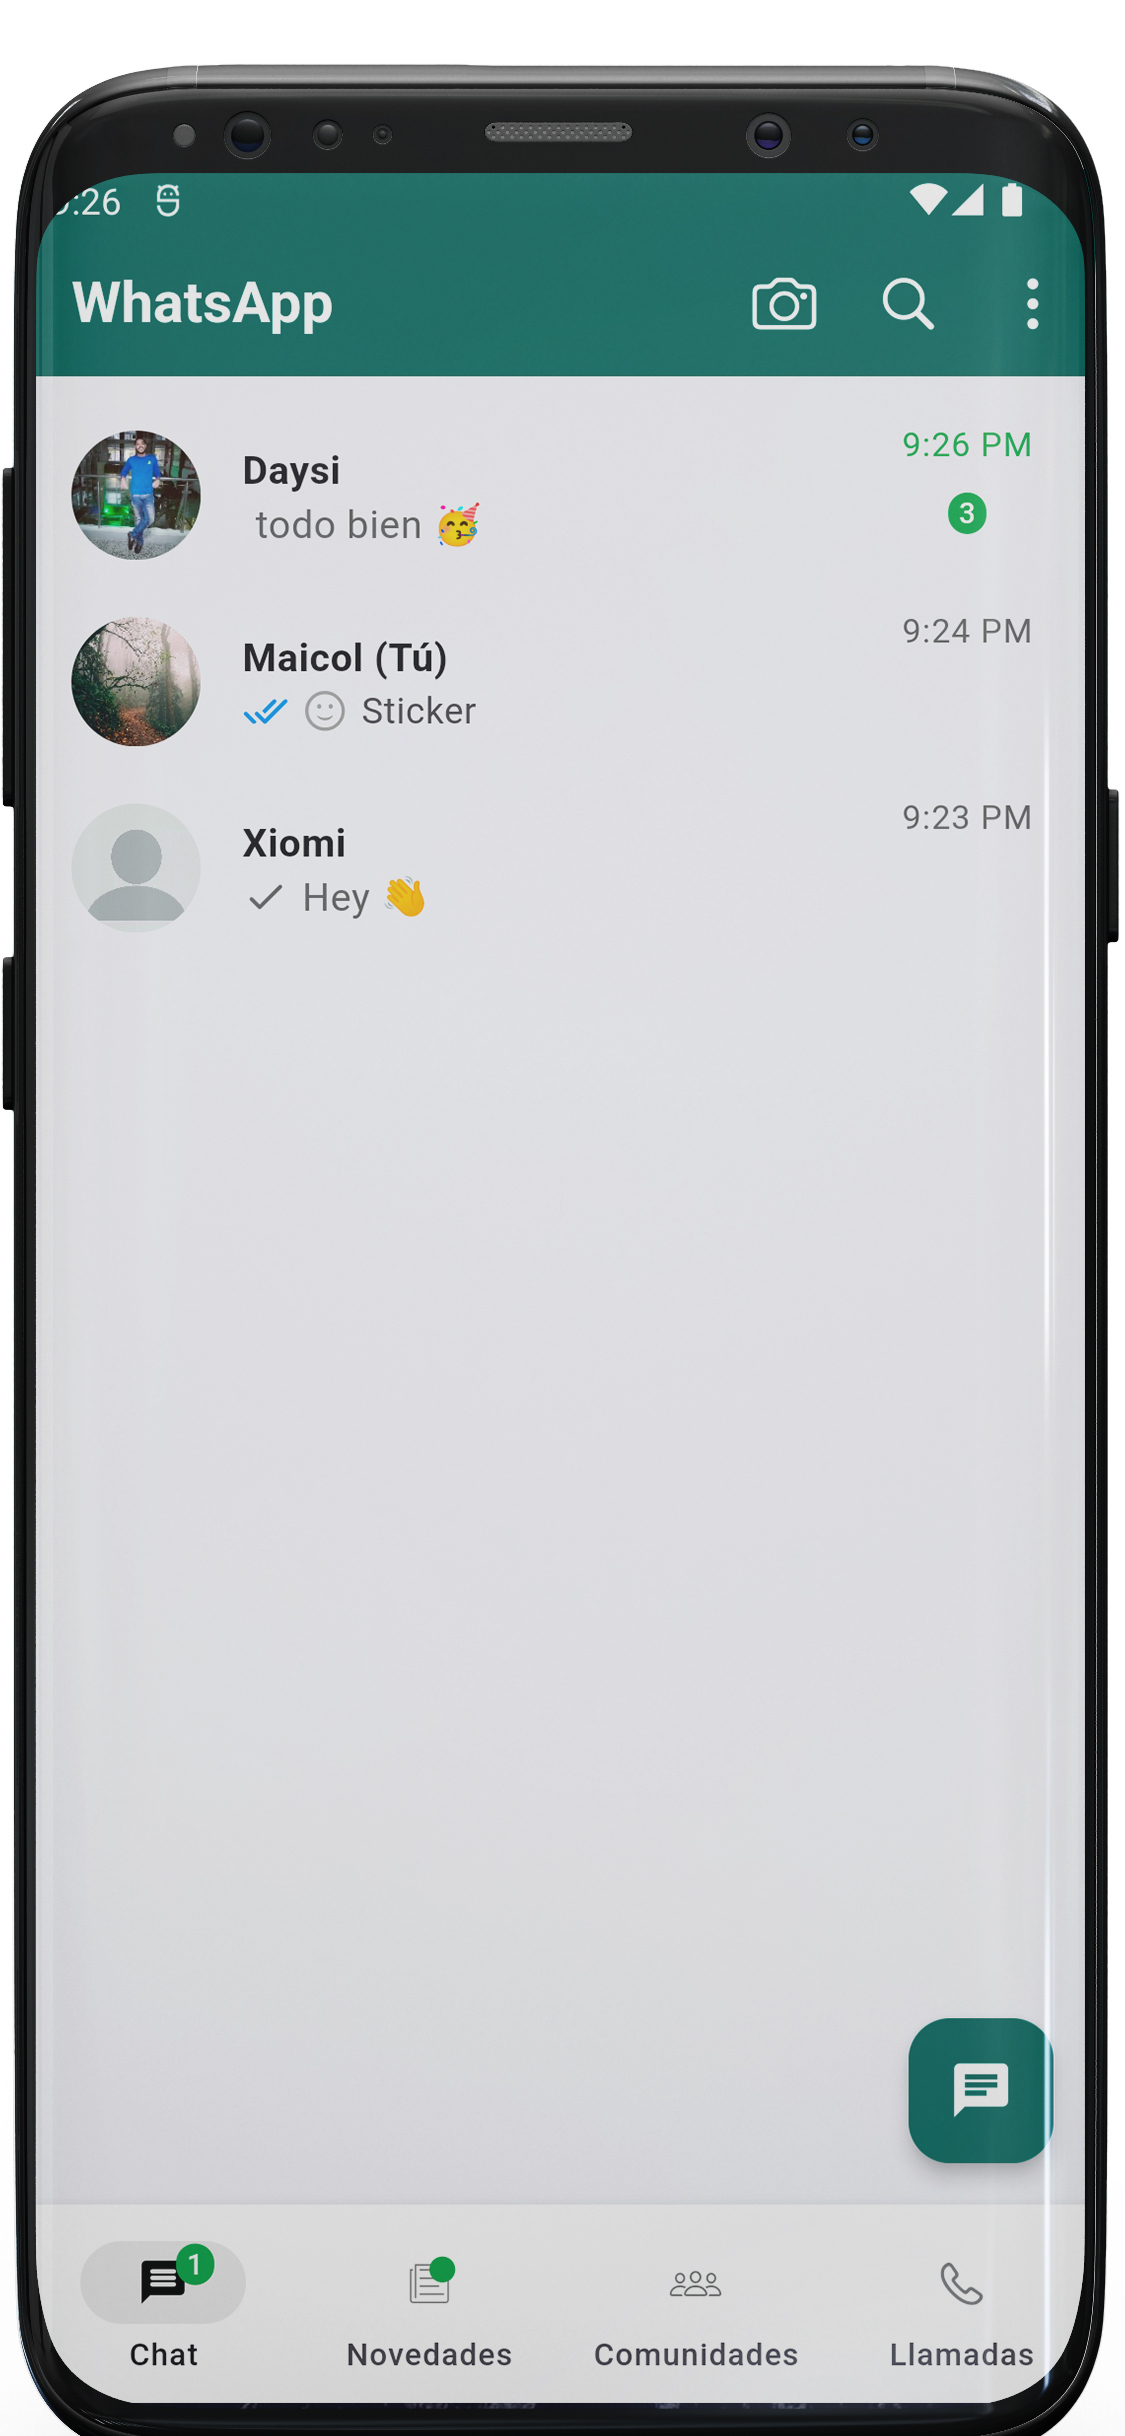 :26
WhatsApp
Daysi
9:26 PM
todo bien 🥳
3
Maicol (Tú)
9:24 PM
Sticker
Xiomi
9:23 PM
Hey 👋
1
Chat
Novedades
Comunidades
Llamadas